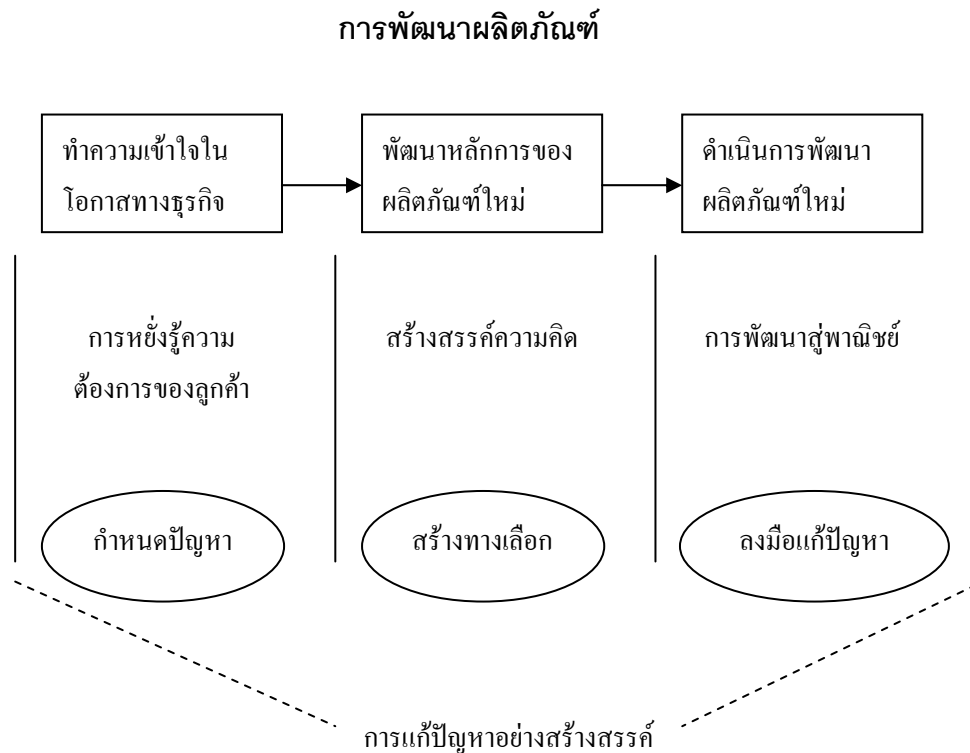 การพัฒนาผลิตภัณฑ์
ทำความเข้าใจใน
โอกาสทางธุรกิจ
พัฒนาหลักการของ
ผลิตภัณฑ์ใหม่
ดำเนินการพัฒนา
ผลิตภัณฑ์ใหม่
การหยั่งรู้ความ
ต้องการของลูกค้า
สร้างสรรค์ความคิด
การพัฒนาสู่พาณิชย์
กำหนดปัญหา
สร้างทางเลือก
ลงมือแก้ปัญหา
การแก้ปัญหาอย่างสร้างสรรค์